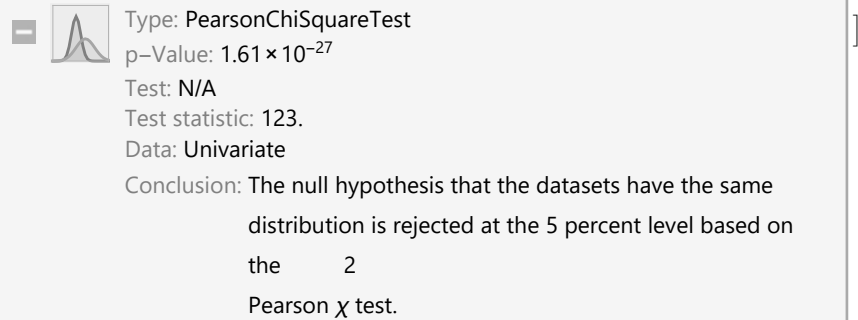 Type: PearsonChiSquareTest
p−Value: 1.61 × 10⁻²⁷
Test: N/A
Test statistic: 123.
Data: Univariate
Conclusion: The null hypothesis that the datasets have the same
distribution is rejected at the 5 percent level based on
the 2
Pearson χ test.
]